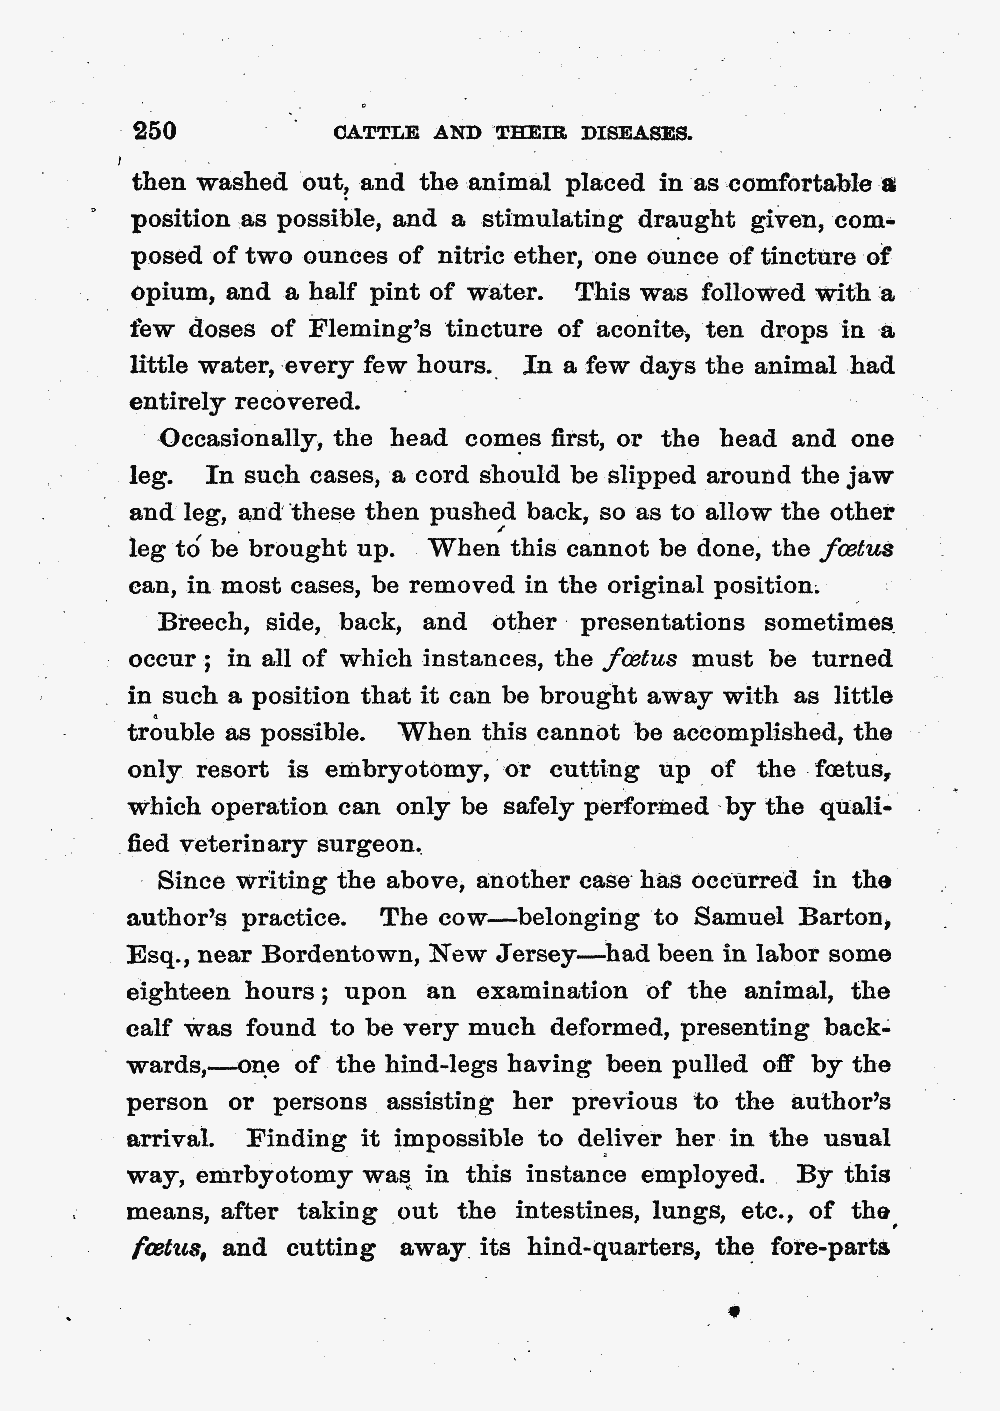 250 CATTLE AND THEIR DISEASES.
then washed out, and the animal placed in as comfortable a
position as possible, and a stimulating draught given, com-
posed of two ounces of nitric ether, one ounce of tincture of
opium, and a half pint of water. This was followed with a
few doses of Fleming's tincture of aconite, ten drops in a
little water, every few hours. In a few days the animal had
entirely recovered.
Occasionally, the head comes first, or the head and one
leg. In such cases, a cord should be slipped around the jaw
and leg, and these then pushed back, so as to allow the other
leg to be brought up. When this cannot be done, the fœtus
can, in most cases, be removed in the original position.
Breech, side, back, and other presentations sometimes
occur; in all of which instances, the fœtus must be turned
in such a position that it can be brought away with as little
trouble as possible. When this cannot be accomplished, the
only resort is embryotomy, or cutting up of the fœtus,
which operation can only be safely performed by the quali-
fied veterinary surgeon.
Since writing the above, another case has occurred in the
author's practice. The cow—belonging to Samuel Barton,
Esq., near Bordentown, New Jersey—had been in labor some
eighteen hours; upon an examination of the animal, the
calf was found to be very much deformed, presenting back-
wards,—one of the hind-legs having been pulled off by the
person or persons assisting her previous to the author's
arrival. Finding it impossible to deliver her in the usual
way, emrbyotomy was in this instance employed. By this
means, after taking out the intestines, lungs, etc., of the
fœtus, and cutting away its hind-quarters, the fore-parts